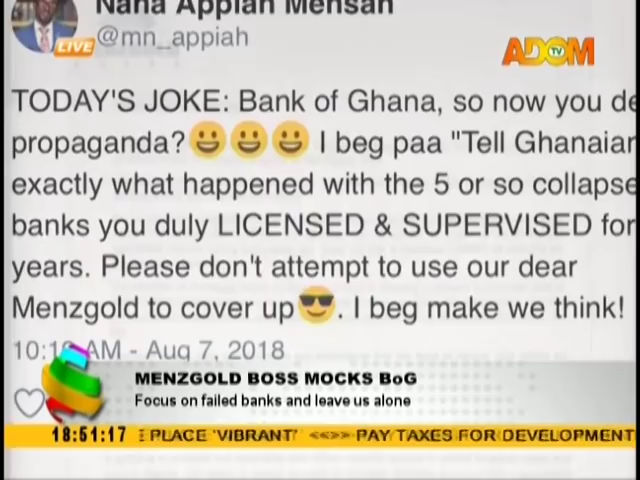 Nana Appiah Mensah
@mn_appiah
LIVE
ADOM TV
TODAY'S JOKE: Bank of Ghana, so now you de
propaganda?😀😀😀 I beg paa "Tell Ghanaian
exactly what happened with the 5 or so collapse
banks you duly LICENSED & SUPERVISED for
years. Please don't attempt to use our dear
Menzgold to cover up😎. I beg make we think!
AM - Aug 7, 2018
MENZGOLD BOSS MOCKS BoG
Focus on failed banks and leave us alone
18:51:17 PLACE 'VIBRANT' <<>> PAY TAXES FOR DEVELOPMENT